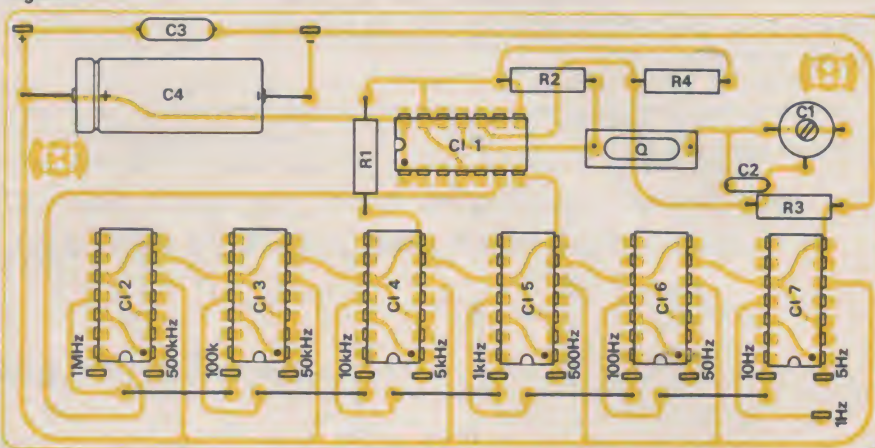 C3
+
-
C4
+
R2
R4
C1
R1
CI 1
Q
C2
R3
CI 2
CI 3
CI 4
CI 5
CI 6
CI 7
1MHz
500kHz
100k
50kHz
10kHz
5kHz
1kHz
500Hz
100Hz
50Hz
10Hz
5Hz
1Hz